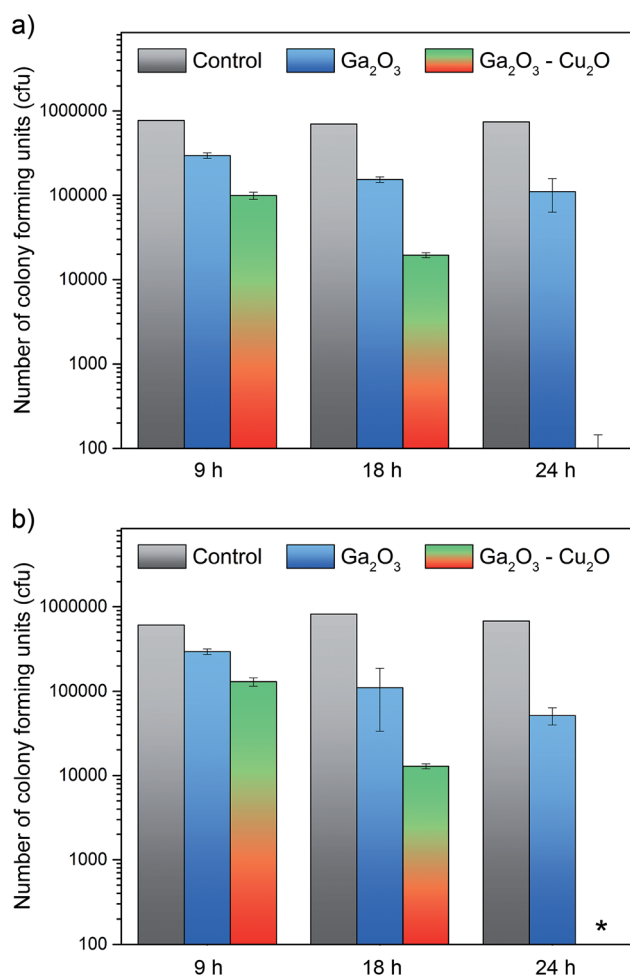 a)
Control Ga₂O₃ Ga₂O₃ - Cu₂O
Number of colony forming units (cfu)
1000000
100000
10000
1000
100
9 h 18 h 24 h
b)
Control Ga₂O₃ Ga₂O₃ - Cu₂O
Number of colony forming units (cfu)
1000000
100000
10000
1000
100
*
9 h 18 h 24 h